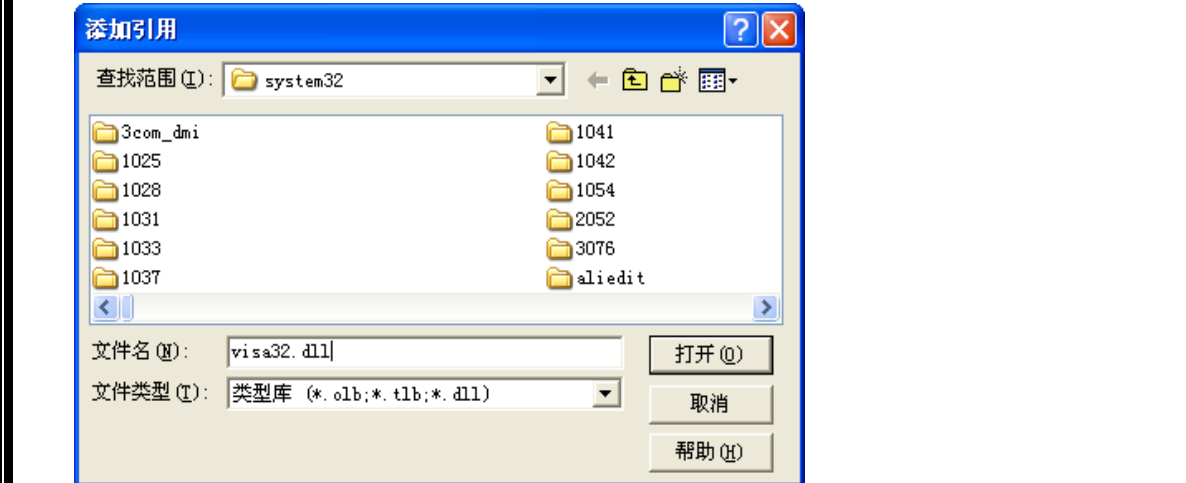 添加引用
查找范围(I): system32
3com_dmi 1041
1025 1042
1028 1054
1031 2052
1033 3076
1037 aliedit
文件名(N): visa32.dll 打开(O)
文件类型(T): 类型库 (*.olb;*.tlb;*.dll)
取消
帮助(H)